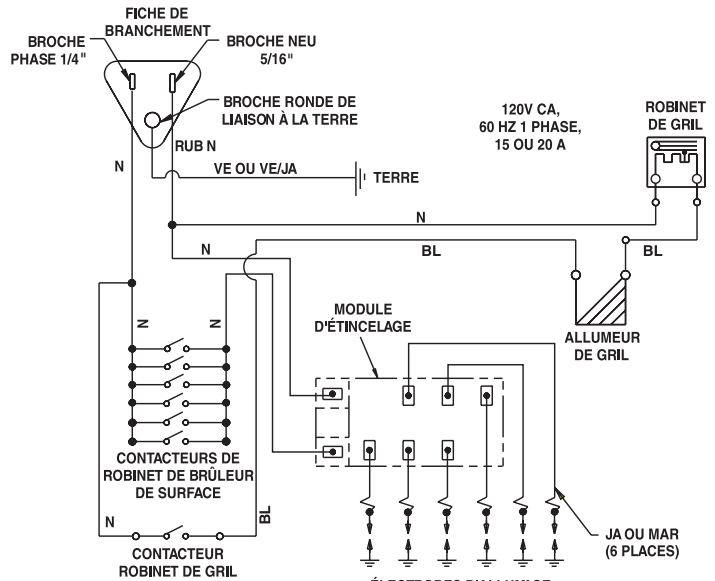 FICHE DE
BRANCHEMENT
BROCHE
PHASE 1/4"
BROCHE NEU
5/16"
BROCHE RONDE DE
LIAISON À LA TERRE
120V CA,
60 HZ 1 PHASE,
15 OU 20 A
ROBINET
DE GRIL
RUB N
N
VE OU VE/JA
TERRE
N
N
BL
BL
MODULE
D'ÉTINCELAGE
ALLUMEUR
DE GRIL
N
N
CONTACTEURS DE
ROBINET DE BRÛLEUR
DE SURFACE
N
BL
CONTACTEUR
ROBINET DE GRIL
JA OU MAR
(6 PLACES)